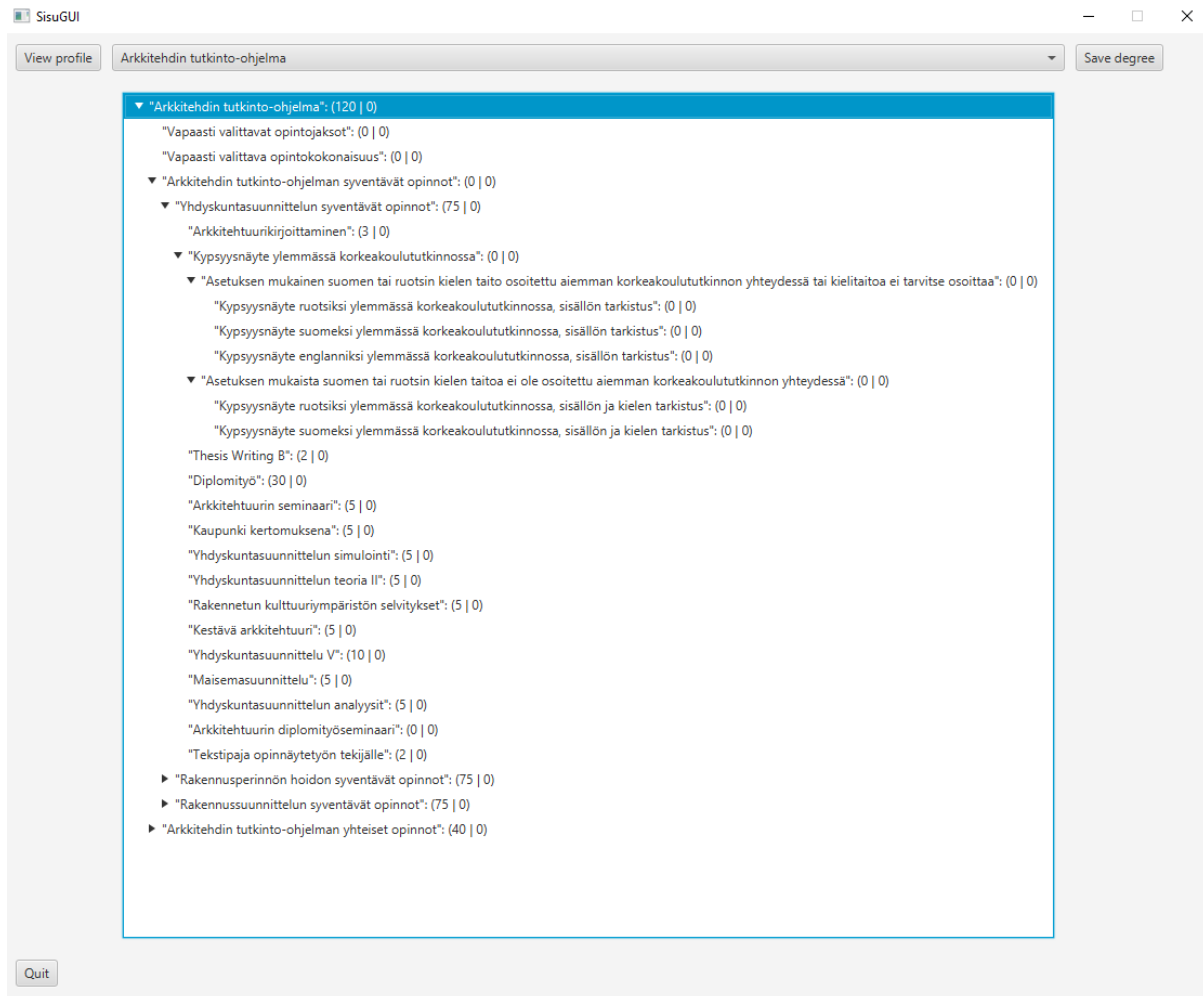 SisuGUI
View profile
Arkkitehdin tutkinto-ohjelma
Save degree
"Arkkitehdin tutkinto-ohjelma": (120 | 0)
"Vapaasti valittavat opintojaksot": (0 | 0)
"Vapaasti valittava opintokokonaisuus": (0 | 0)
"Arkkitehdin tutkinto-ohjelman syventävät opinnot": (0 | 0)
"Yhdyskuntasuunnittelun syventävät opinnot": (75 | 0)
"Arkkitehtuurikirjoittaminen": (3 | 0)
"Kypsyysnäyte ylemmässä korkeakoulututkinnossa": (0 | 0)
"Asetuksen mukainen suomen tai ruotsin kielen taito osoitettu aiemman korkeakoulututkinnon yhteydessä tai kielitaitoa ei tarvitse osoittaa": (0 | 0)
"Kypsyysnäyte ruotsiksi ylemmässä korkeakoulututkinnossa, sisällön tarkistus": (0 | 0)
"Kypsyysnäyte suomeksi ylemmässä korkeakoulututkinnossa, sisällön tarkistus": (0 | 0)
"Kypsyysnäyte englanniksi ylemmässä korkeakoulututkinnossa, sisällön tarkistus": (0 | 0)
"Asetuksen mukaista suomen tai ruotsin kielen taitoa ei ole osoitettu aiemman korkeakoulututkinnon yhteydessä": (0 | 0)
"Kypsyysnäyte ruotsiksi ylemmässä korkeakoulututkinnossa, sisällön ja kielen tarkistus": (0 | 0)
"Kypsyysnäyte suomeksi ylemmässä korkeakoulututkinnossa, sisällön ja kielen tarkistus": (0 | 0)
"Thesis Writing B": (2 | 0)
"Diplomityö": (30 | 0)
"Arkkitehtuurin seminaari": (5 | 0)
"Kaupunki kertomuksena": (5 | 0)
"Yhdyskuntasuunnittelun simulointi": (5 | 0)
"Yhdyskuntasuunnittelun teoria II": (5 | 0)
"Rakennetun kulttuuriympäristön selvitykset": (5 | 0)
"Kestävä arkkitehtuuri": (5 | 0)
"Yhdyskuntasuunnittelu V": (10 | 0)
"Maisemasuunnittelu": (5 | 0)
"Yhdyskuntasuunnittelun analyysit": (5 | 0)
"Arkkitehtuurin diplomityöseminaari": (0 | 0)
"Tekstipaja opinnäytetyön tekijälle": (2 | 0)
"Rakennusperinnön hoidon syventävät opinnot": (75 | 0)
"Rakennussuunnittelun syventävät opinnot": (75 | 0)
"Arkkitehdin tutkinto-ohjelman yhteiset opinnot": (40 | 0)
Quit